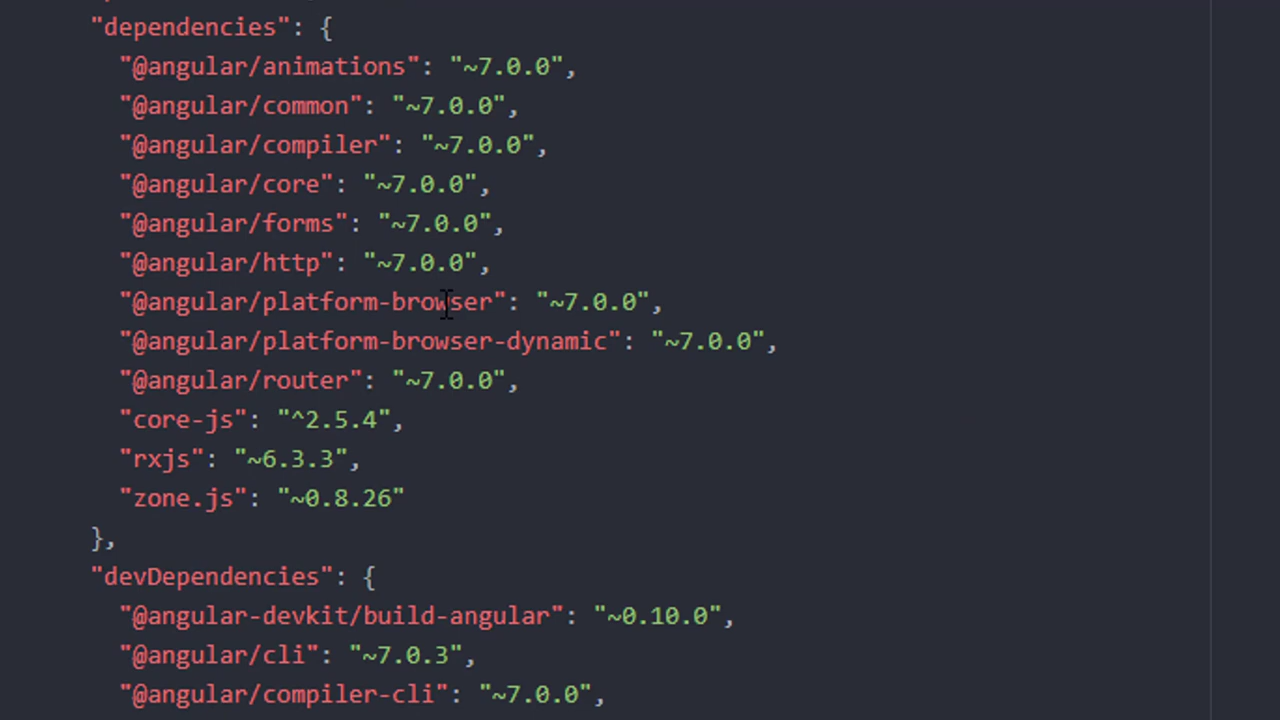 "dependencies": {
"@angular/animations": "~7.0.0",
"@angular/common": "~7.0.0",
"@angular/compiler": "~7.0.0",
"@angular/core": "~7.0.0",
"@angular/forms": "~7.0.0",
"@angular/http": "~7.0.0",
"@angular/platform-browser": "~7.0.0",
"@angular/platform-browser-dynamic": "~7.0.0",
"@angular/router": "~7.0.0",
"core-js": "^2.5.4",
"rxjs": "~6.3.3",
"zone.js": "~0.8.26"
},
"devDependencies": {
"@angular-devkit/build-angular": "~0.10.0",
"@angular/cli": "~7.0.3",
"@angular/compiler-cli": "~7.0.0",